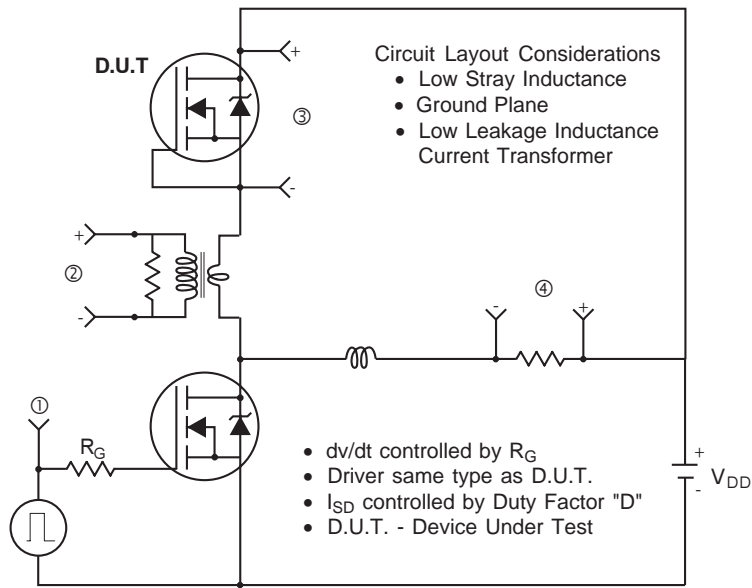 D.U.T
+
③
-
Circuit Layout Considerations
• Low Stray Inductance
• Ground Plane
• Low Leakage Inductance
Current Transformer
+
②
-
④
-
+
①
RG
• dv/dt controlled by RG
• Driver same type as D.U.T.
• ISD controlled by Duty Factor "D"
• D.U.T. - Device Under Test
+
VDD
-